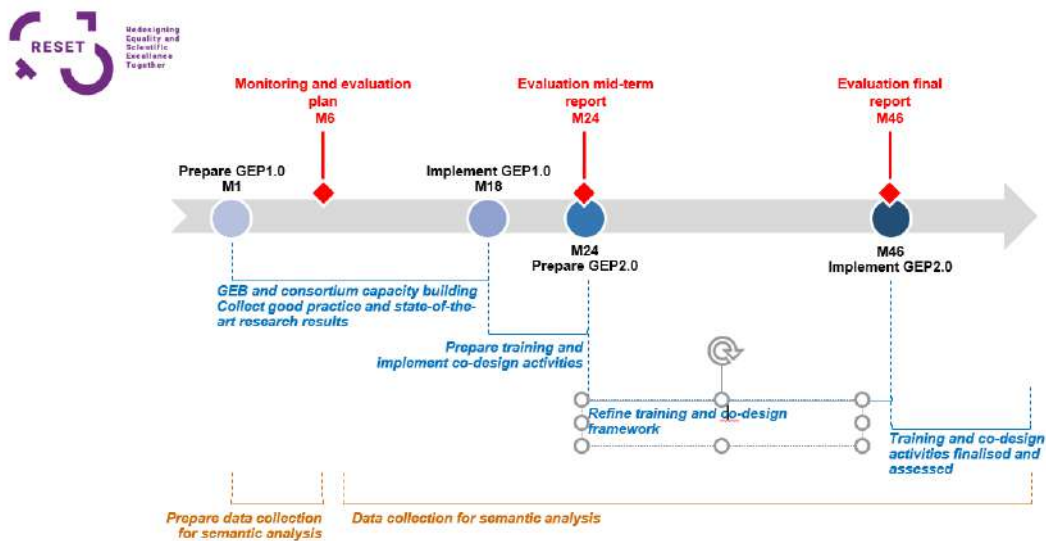 RESET
Redesigning
Equality and
Scientific
Excellence
Together
Monitoring and evaluation
plan
M6
Evaluation mid-term
report
M24
Evaluation final
report
M46
Prepare GEP1.0
M1
Implement GEP1.0
M18
M24
Prepare GEP2.0
M46
Implement GEP2.0
GEB and consortium capacity building
Collect good practice and state-of-the-
art research results
Prepare training and
implement co-design activities
Refine training and co-design
framework
Training and co-design
activities finalised and
assessed
Prepare data collection
for semantic analysis
Data collection for semantic analysis